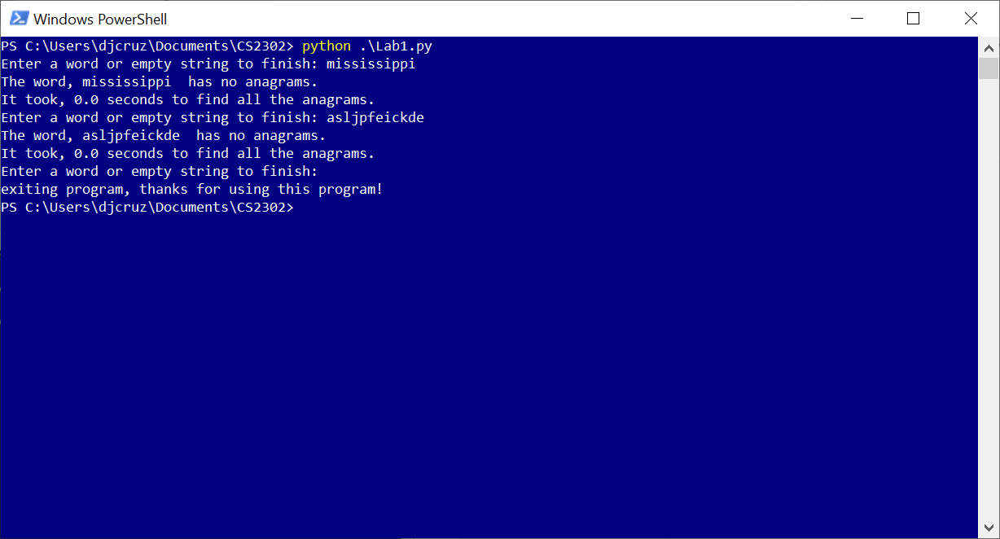 Windows PowerShell
PS C:\Users\djcruz\Documents\CS2302> python .\Lab1.py
Enter a word or empty string to finish: mississippi
The word, mississippi  has no anagrams.
It took, 0.0 seconds to find all the anagrams.
Enter a word or empty string to finish: asljpfeickde
The word, asljpfeickde  has no anagrams.
It took, 0.0 seconds to find all the anagrams.
Enter a word or empty string to finish:
exiting program, thanks for using this program!
PS C:\Users\djcruz\Documents\CS2302>